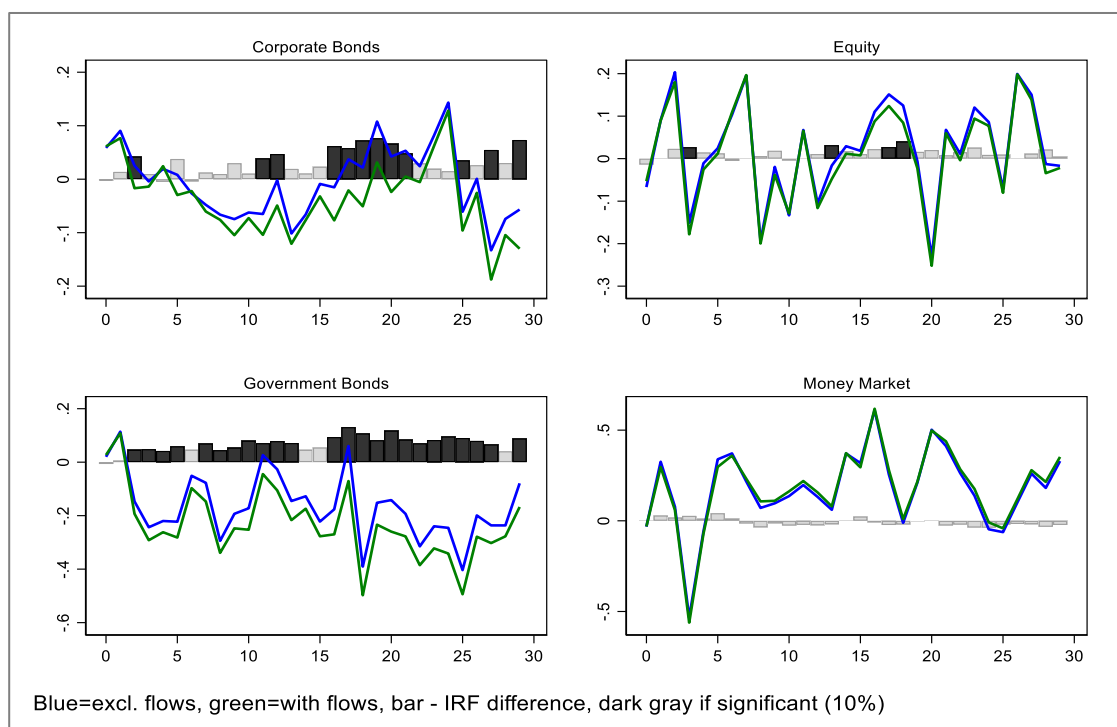 Corporate Bonds
.2
.1
0
-.1
-.2
0 5 10 15 20 25 30
Equity
.2
.1
0
-.1
-.2
-.3
0 5 10 15 20 25 30
Government Bonds
.2
0
-.2
-.4
-.6
0 5 10 15 20 25 30
Money Market
.5
0
-.5
0 5 10 15 20 25 30
Blue=excl. flows, green=with flows, bar - IRF difference, dark gray if significant (10%)